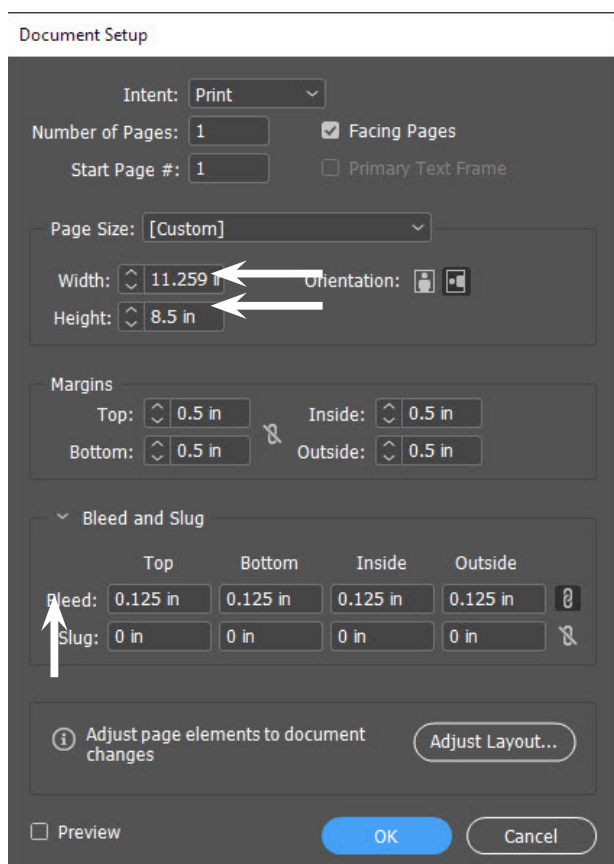 Document Setup
Intent: Print
Number of Pages: 1 Facing Pages
Start Page #: 1 Primary Text Frame
Page Size: [Custom]
Width: 11.259 in Orientation:
Height: 8.5 in
Margins
Top: 0.5 in Inside: 0.5 in
Bottom: 0.5 in Outside: 0.5 in
Bleed and Slug
Top Bottom Inside Outside
Bleed: 0.125 in 0.125 in 0.125 in 0.125 in
Slug: 0 in 0 in 0 in 0 in
Adjust page elements to document
changes
Adjust Layout...
Preview OK Cancel